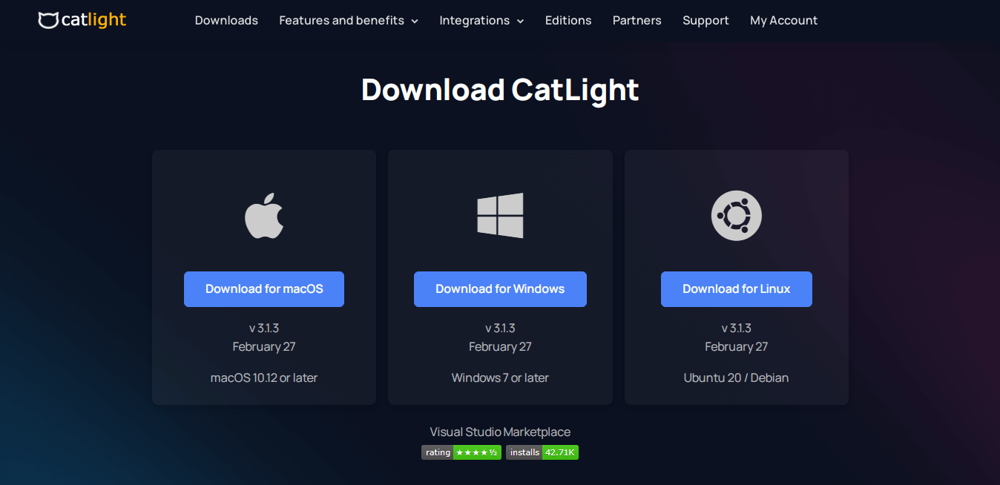 catlight Downloads Features and benefits Integrations Editions Partners Support My Account
Download CatLight
Download for macOS
v 3.1.3
February 27
macOS 10.12 or later
Download for Windows
v 3.1.3
February 27
Windows 7 or later
Download for Linux
v 3.1.3
February 27
Ubuntu 20 / Debian
Visual Studio Marketplace
rating ★★★★½ installs 42.71K